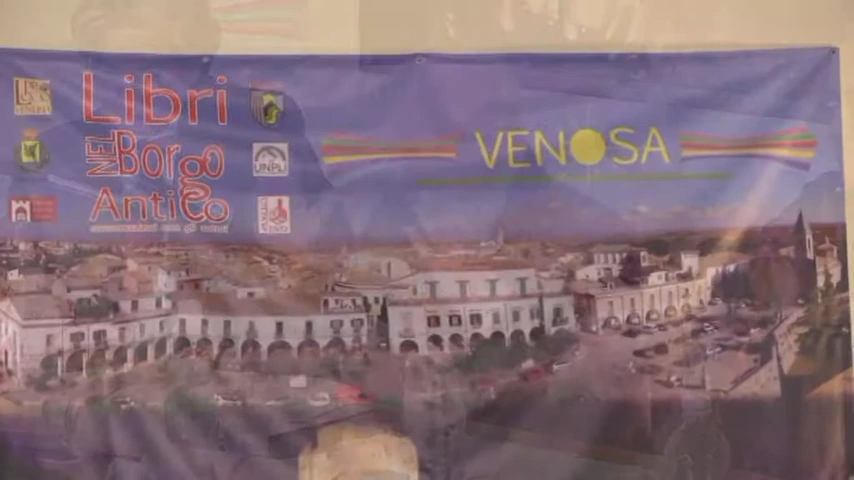 Libri
NEL Borgo
Antico
VENOSA
UNPLI